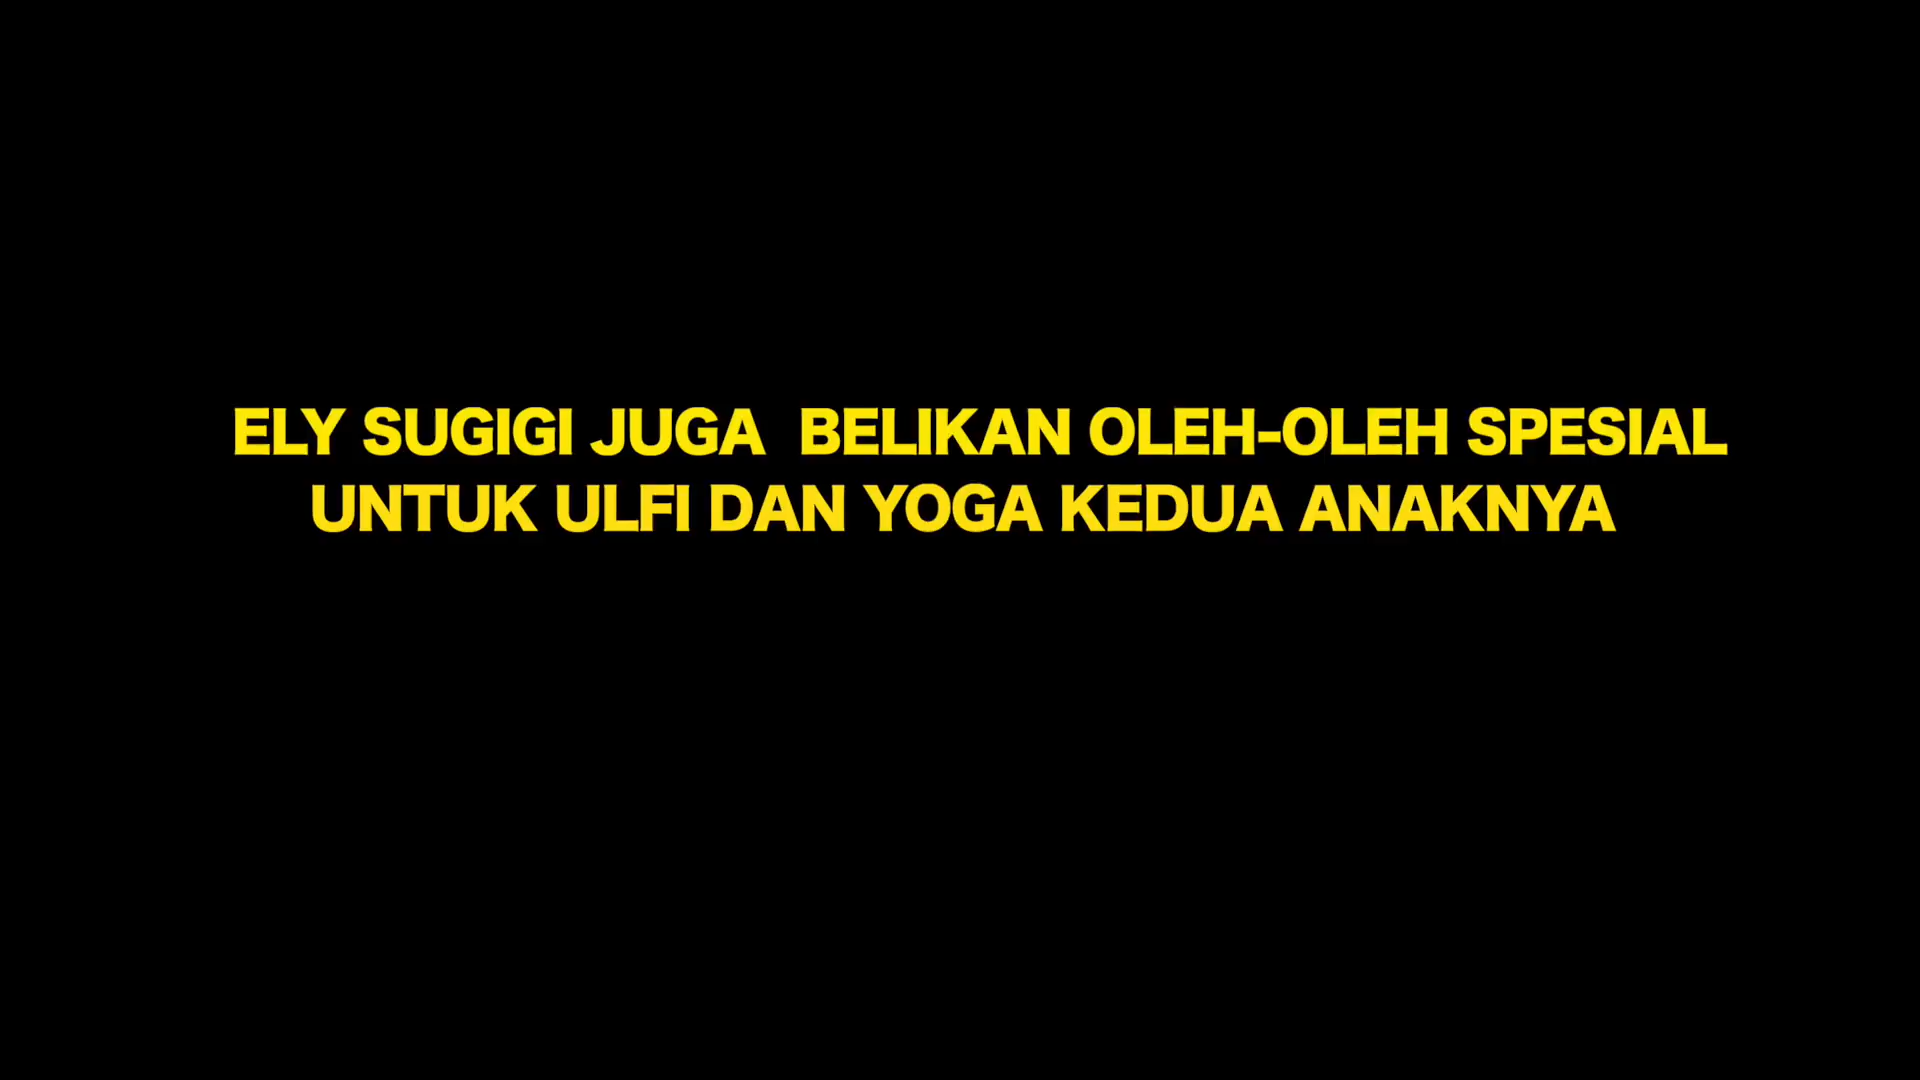 ELY SUGIGI JUGA  BELIKAN OLEH-OLEH SPESIAL
UNTUK ULFI DAN YOGA KEDUA ANAKNYA